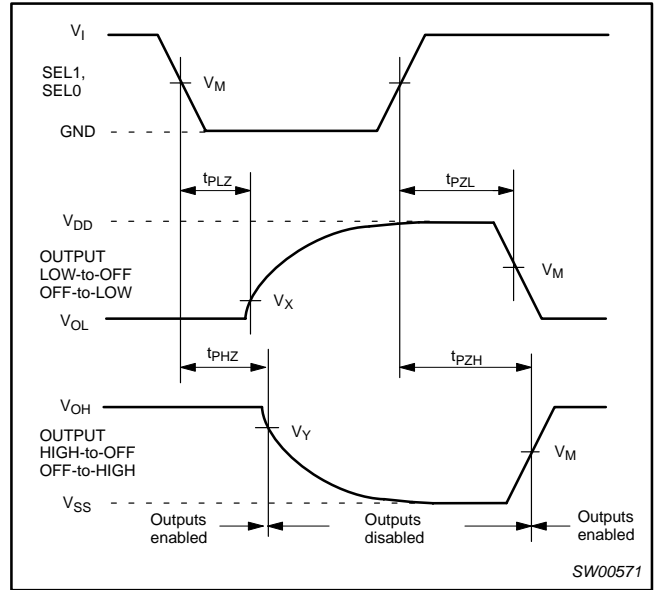 VI
SEL1,
SEL0
VM
GND
tPLZ
tPZL
VDD
OUTPUT
LOW-to-OFF
OFF-to-LOW
VM
VX
VOL
tPHZ
tPZH
VOH
VY
OUTPUT
HIGH-to-OFF
OFF-to-HIGH
VM
VSS
Outputs
enabled
Outputs
disabled
Outputs
enabled
SW00571